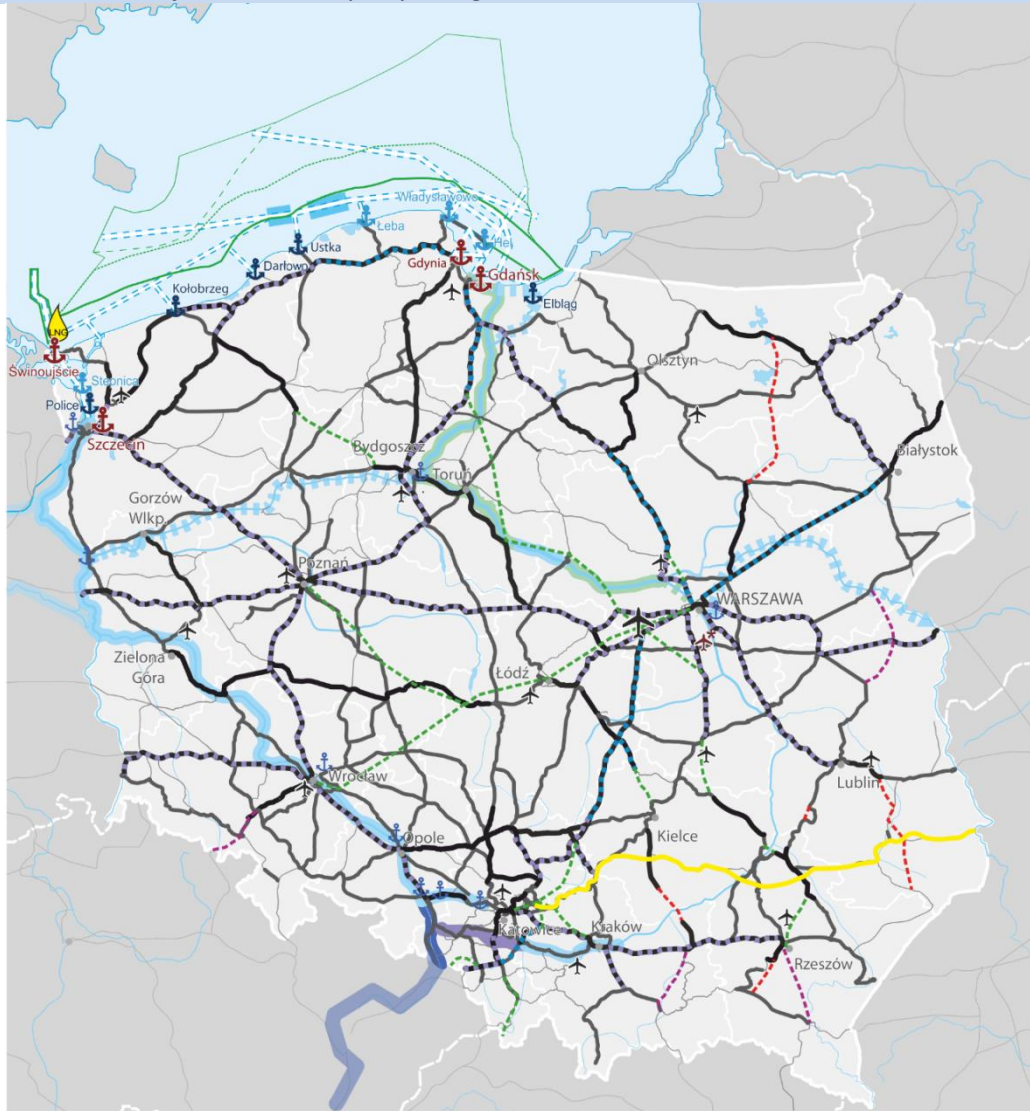 Władysławowo
Łeba
Hel
Ustka
Gdynia
Gdańsk
Darłowo
Kołobrzeg
Elbląg
LNG
Świnoujście
Stepnica
Police
Szczecin
Olsztyn
Bydgoszcz
Toruń
Białystok
Gorzów
Wlkp.
Poznań
WARSZAWA
Zielona
Góra
Łódź
Wrocław
Lublin
Opole
Kielce
Katowice
Kraków
Rzeszów